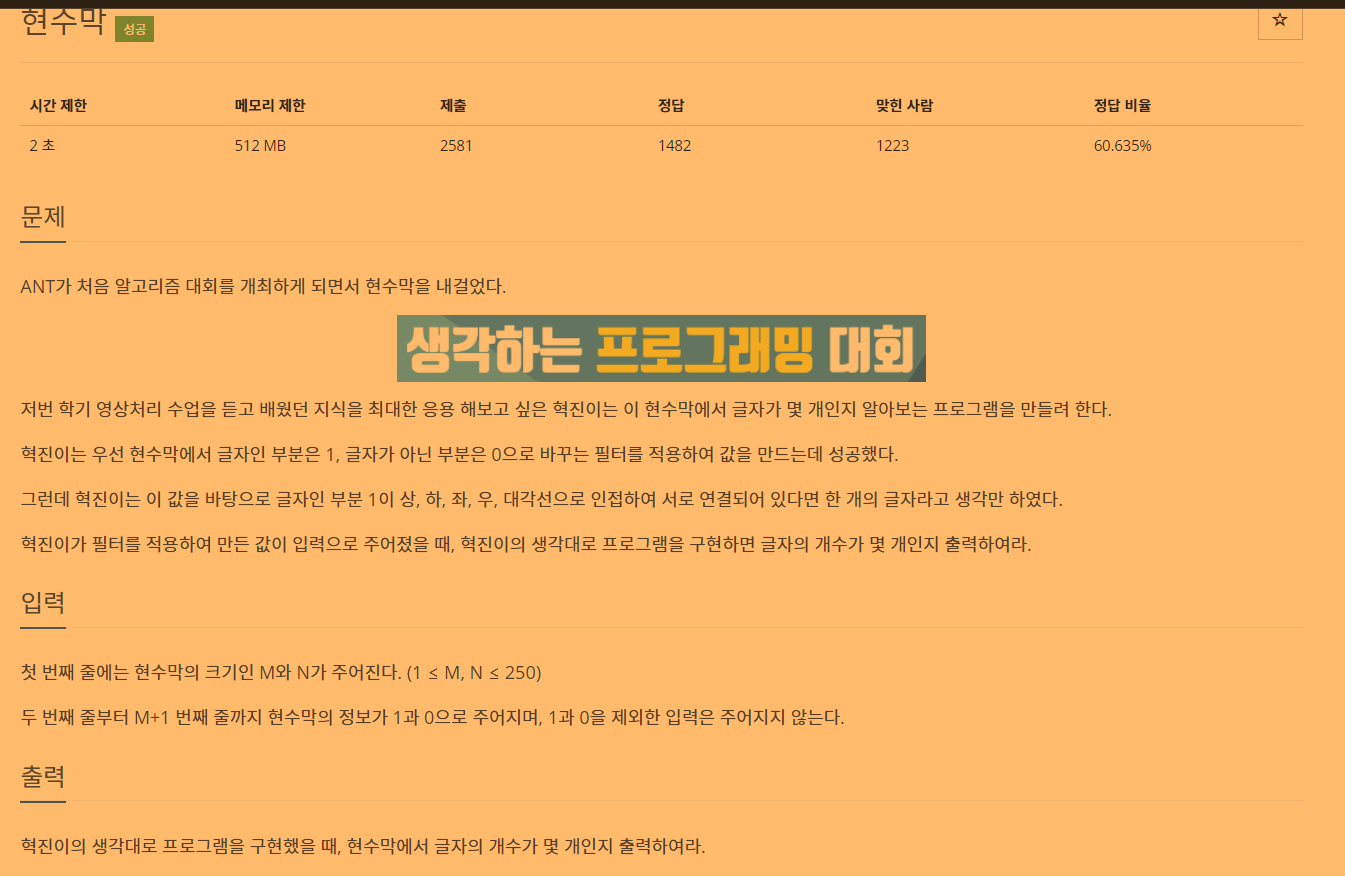 현수막 성공
시간 제한 메모리 제한 제출 정답 맞힌 사람 정답 비율
2 초 512 MB 2581 1482 1223 60.635%
문제
ANT가 처음 알고리즘 대회를 개최하게 되면서 현수막을 내걸었다.
생각하는 프로그래밍 대회
저번 학기 영상처리 수업을 듣고 배웠던 지식을 최대한 응용 해보고 싶은 혁진이는 이 현수막에서 글자가 몇 개인지 알아보는 프로그램을 만들려 한다.
혁진이는 우선 현수막에서 글자인 부분은 1, 글자가 아닌 부분은 0으로 바꾸는 필터를 적용하여 값을 만드는데 성공했다.
그런데 혁진이는 이 값을 바탕으로 글자인 부분 1이 상, 하, 좌, 우, 대각선으로 인접하여 서로 연결되어 있다면 한 개의 글자라고 생각만 하였다.
혁진이가 필터를 적용하여 만든 값이 입력으로 주어졌을 때, 혁진이의 생각대로 프로그램을 구현하면 글자의 개수가 몇 개인지 출력하여라.
입력
첫 번째 줄에는 현수막의 크기인 M와 N가 주어진다. (1 ≤ M, N ≤ 250)
두 번째 줄부터 M+1 번째 줄까지 현수막의 정보가 1과 0으로 주어지며, 1과 0을 제외한 입력은 주어지지 않는다.
출력
혁진이의 생각대로 프로그램을 구현했을 때, 현수막에서 글자의 개수가 몇 개인지 출력하여라.